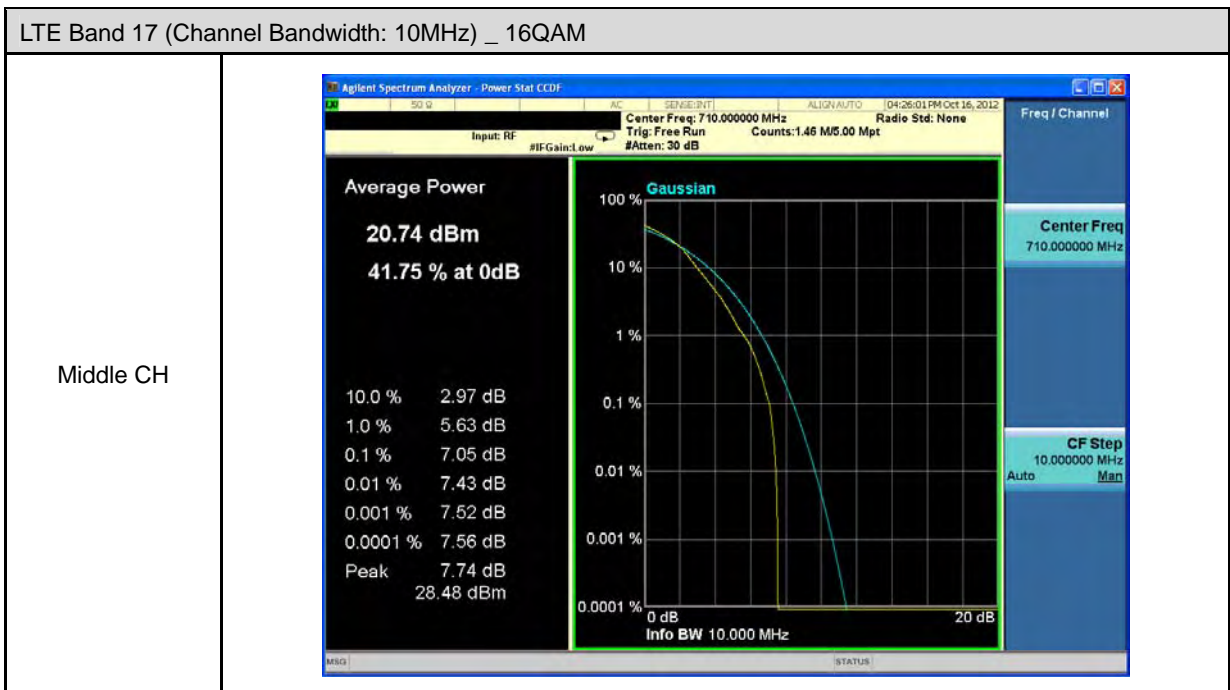 LTE Band 17 (Channel Bandwidth: 10MHz) _ 16QAM
Middle CH
Agilent Spectrum Analyzer - Power Stat CCDF
50 Ω AC SENSE:INT ALIGN AUTO 04:26:01 PM Oct 16, 2012
Center Freq: 710.000000 MHz Radio Std: None
Input: RF Trig: Free Run Counts:1.46 M/5.00 Mpt
#IFGain:Low #Atten: 30 dB
Freq / Channel
Average Power
20.74 dBm
41.75 % at 0dB
10.0 % 2.97 dB
1.0 % 5.63 dB
0.1 % 7.05 dB
0.01 % 7.43 dB
0.001 % 7.52 dB
0.0001 % 7.56 dB
Peak 7.74 dB
28.48 dBm
Gaussian
100 %
10 %
1 %
0.1 %
0.01 %
0.001 %
0.0001 %
0 dB 20 dB
Info BW 10.000 MHz
Center Freq
710.000000 MHz
CF Step
10.000000 MHz
Auto Man
MSG STATUS